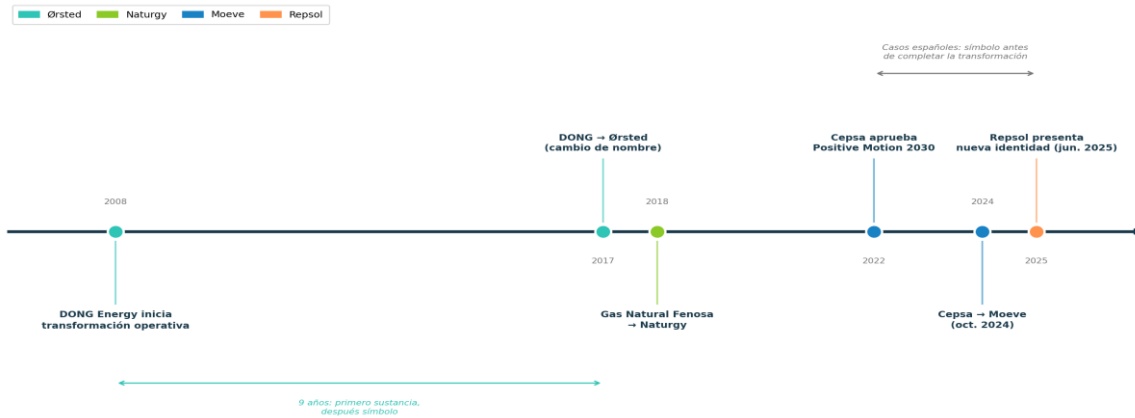 Ørsted
Naturgy
Moeve
Repsol
Casos españoles: símbolo antes
de completar la transformación
DONG → Ørsted
(cambio de nombre)
Cepsa aprueba
Positive Motion 2030
Repsol presenta
nueva identidad (jun. 2025)
2008
2018
2024
2017
2022
2025
DONG Energy inicia
transformación operativa
Gas Natural Fenosa
→ Naturgy
Cepsa → Moeve
(oct. 2024)
9 años: primero sustancia,
después símbolo